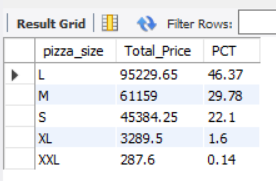 Result Grid Filter Rows:
pizza_size Total_Price PCT
L 95229.65 46.37
M 61159 29.78
S 45384.25 22.1
XL 3289.5 1.6
XXL 287.6 0.14